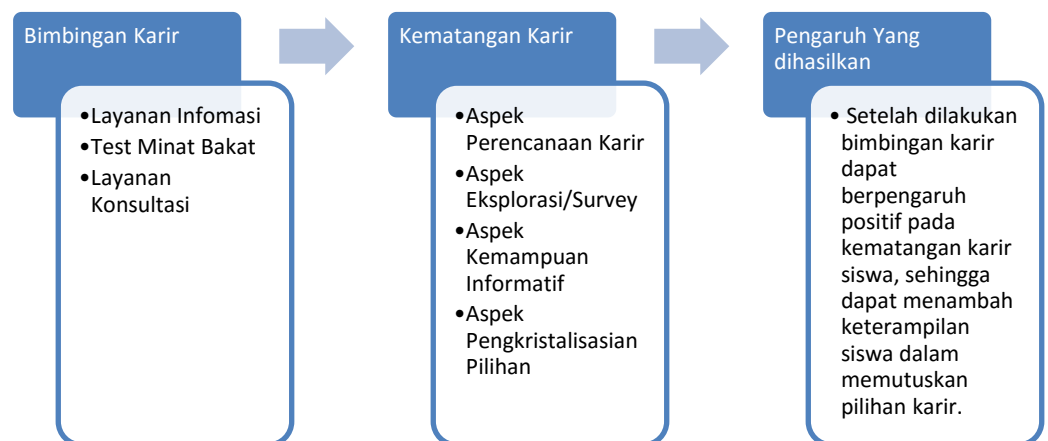 Bimbingan Karir
•Layanan Infomasi
•Test Minat Bakat
•Layanan
Konsultasi
Kematangan Karir
•Aspek
Perencanaan Karir
•Aspek
Eksplorasi/Survey
•Aspek
Kemampuan
Informatif
•Aspek
Pengkristalisasian
Pilihan
Pengaruh Yang
dihasilkan
• Setelah dilakukan
bimbingan karir
dapat
berpengaruh
positif pada
kematangan karir
siswa, sehingga
dapat menambah
keterampilan
siswa dalam
memutuskan
pilihan karir.